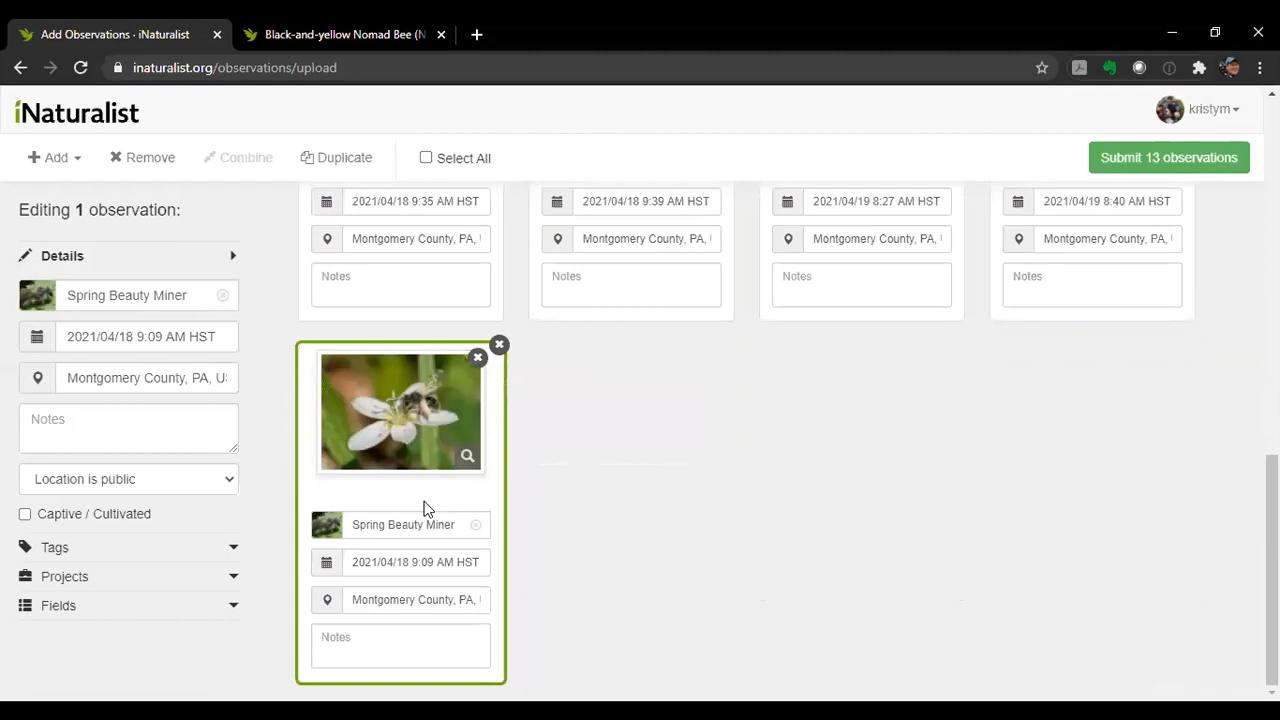 Add Observations · iNaturalist
Black-and-yellow Nomad Bee (N
inaturalist.org/observations/upload
iNaturalist
kristym
Add
Remove
Combine
Duplicate
Select All
Submit 13 observations
Editing 1 observation:
Details
Spring Beauty Miner
2021/04/18 9:09 AM HST
Montgomery County, PA, US
Notes
Location is public
Captive / Cultivated
Tags
Projects
Fields
2021/04/18 9:35 AM HST
2021/04/18 9:39 AM HST
2021/04/19 8:27 AM HST
2021/04/19 8:40 AM HST
Montgomery County, PA,
Montgomery County, PA,
Montgomery County, PA,
Montgomery County, PA,
Notes
Notes
Notes
Notes
Spring Beauty Miner
2021/04/18 9:09 AM HST
Montgomery County, PA,
Notes